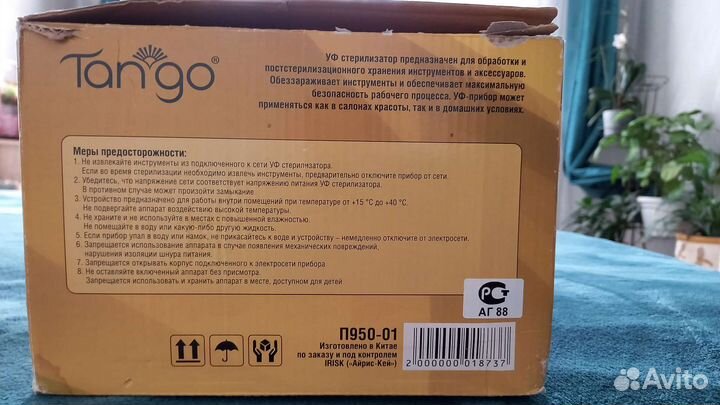 Tango®
УФ стерилизатор предназначен для обработки и
постстерилизационного хранения инструментов и аксессуаров.
Обеззараживает инструменты и обеспечивает максимальную
безопасность рабочего процесса. УФ-прибор может
применяться как в салонах красоты, так и в домашних условиях.
Меры предосторожности:
1. Не извлекайте инструменты из подключенного к сети УФ стерилизатора.
Если во время стерилизации необходимо извлечь инструменты, предварительно отключите прибор от сети.
2. Убедитесь, что напряжение сети соответствует напряжению питания УФ стерилизатора.
В противном случае может произойти замыкание.
3. Устройство предназначено для работы внутри помещений при температуре от +15 °С до +40 °С.
Не подвергайте аппарат воздействию высокой температуры.
4. Не храните и не используйте в местах с повышенной влажностью.
Не помещайте в воду или какую-либо другую жидкость.
5. Если прибор упал в воду или намок, не прикасайтесь к воде и устройству – немедленно отключите от электросети.
6. Запрещается использование аппарата в случае появления механических повреждений,
нарушения изоляции шнура питания.
7. Запрещается открывать корпус подключенного к электросети прибора
8. Не оставляйте включенный аппарат без присмотра.
Запрещается использовать и хранить аппарат в месте, доступном для детей
РСТ
АГ 88
П950-01
Изготовлено в Китае
по заказу и под контролем
IRISK («Айрис-Кей»)
2 000000 018737
Avito